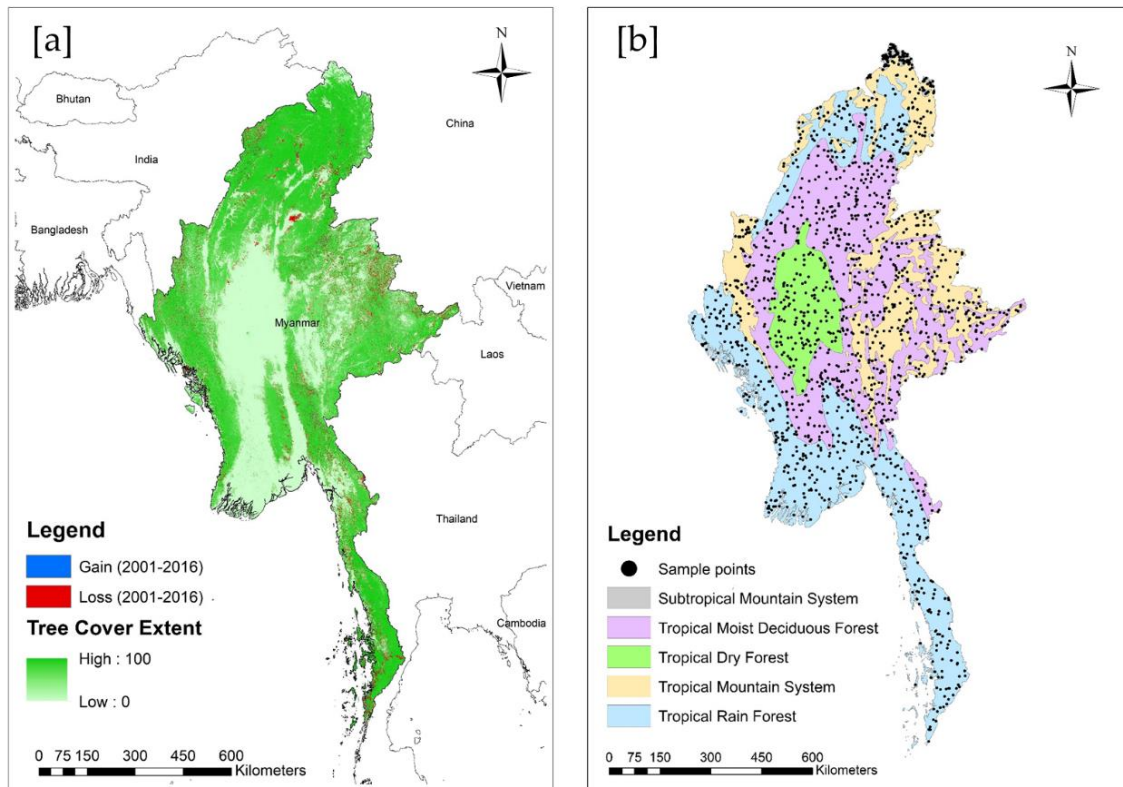 [a]
N
Bhutan
China
India
Bangladesh
Vietnam
Myanmar
Laos
Thailand
Cambodia
Legend
Gain (2001-2016)
Loss (2001-2016)
Tree Cover Extent
High : 100
Low : 0
0 75 150 300 450 600
Kilometers
[b]
N
Legend
Sample points
Subtropical Mountain System
Tropical Moist Deciduous Forest
Tropical Dry Forest
Tropical Mountain System
Tropical Rain Forest
0 75 150 300 450 600
Kilometers